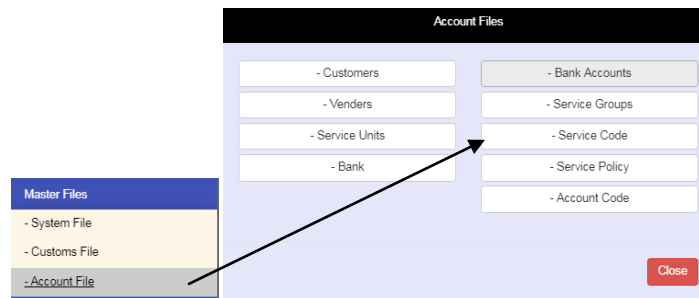 Account Files
- Customers
- Bank Accounts
- Venders
- Service Groups
- Service Units
- Service Code
- Bank
- Service Policy
- Account Code
Close
Master Files
- System File
- Customs File
- Account File